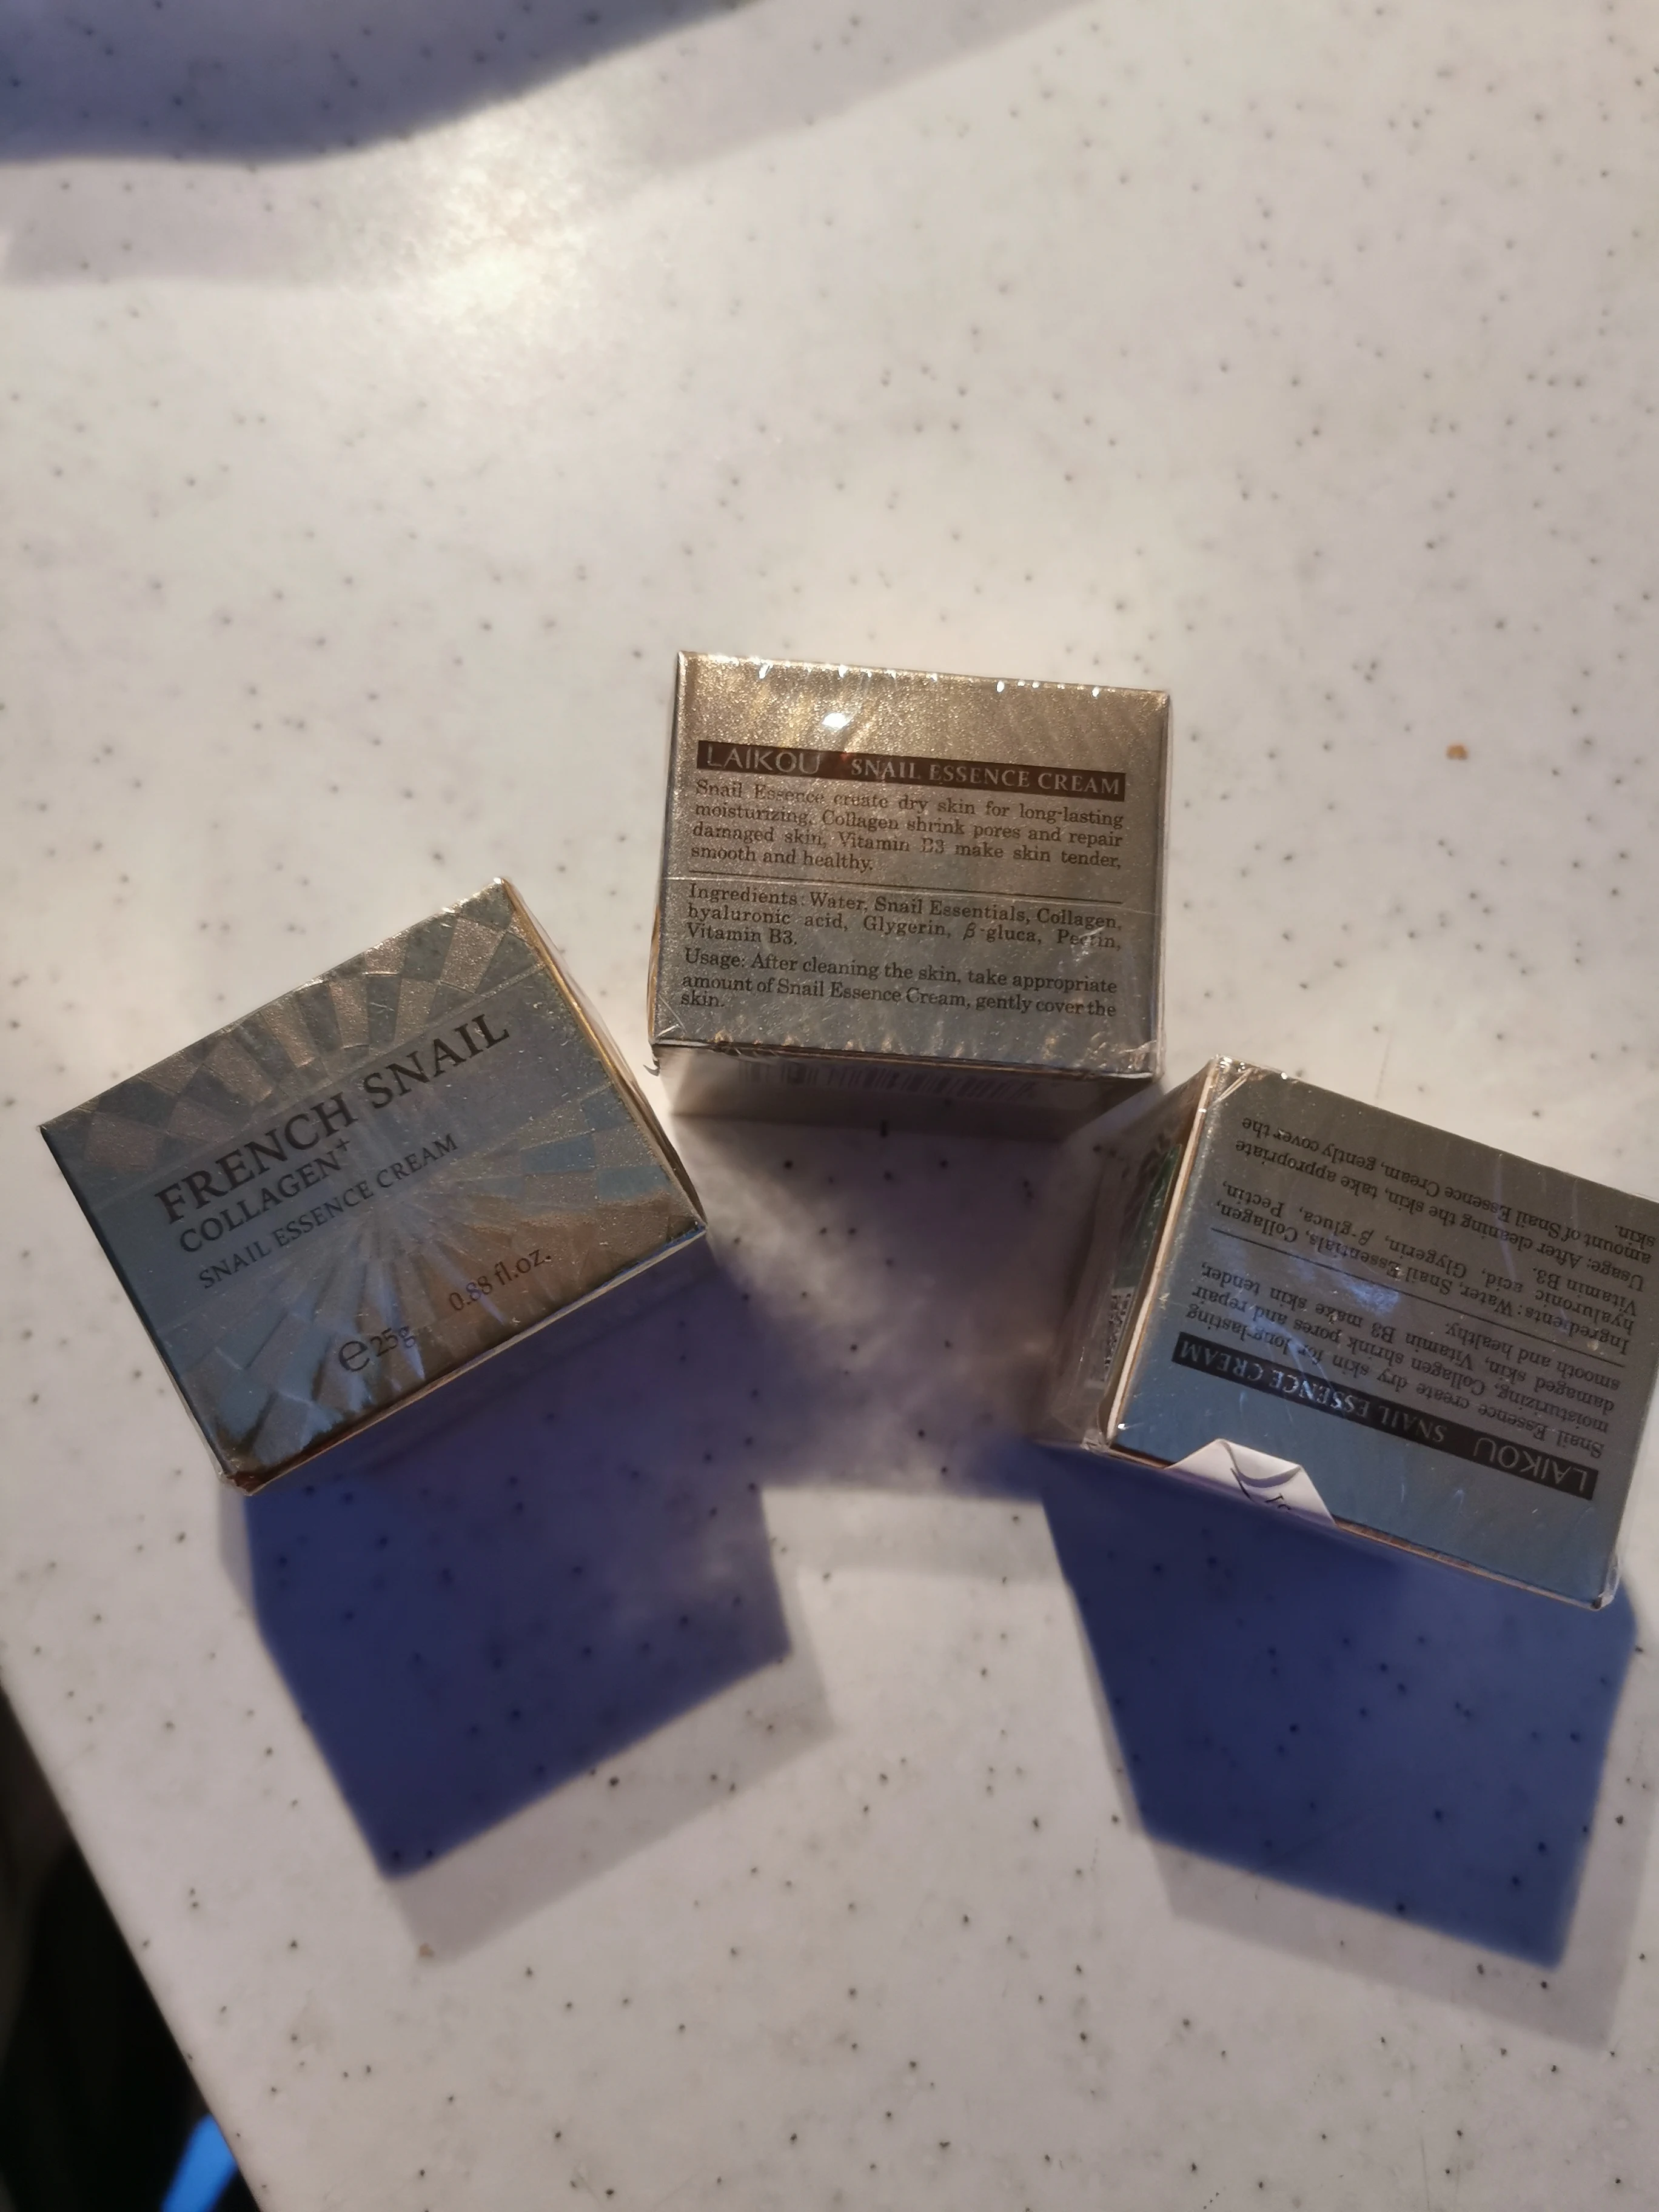 FRENCH SNAIL
COLLAGEN+
SNAIL ESSENCE CREAM
0.88 fl.oz.
℮25g
LAIKOU SNAIL ESSENCE CREAM
Snail Essence create dry skin for long-lasting
moisturizing, Collagen shrink pores and repair
damaged skin, Vitamin B3 make skin tender,
smooth and healthy.
Ingredients: Water, Snail Essentials, Collagen,
hyaluronic acid, Glygerin, β-gluca, Pectin,
Vitamin B3.
Usage: After cleaning the skin, take appropriate
amount of Snail Essence Cream, gently cover the
skin.
LAIKOU SNAIL ESSENCE CREAM
Snail Essence create dry skin for long-lasting
moisturizing, Collagen shrink pores and repair
damaged skin, Vitamin B3 make skin tender,
smooth and healthy.
Ingredients: Water, Snail Essentials, Collagen,
hyaluronic acid, Glygerin, β-gluca, Pectin,
Vitamin B3.
Usage: After cleaning the skin, take appropriate
amount of Snail Essence Cream, gently cover the
skin.